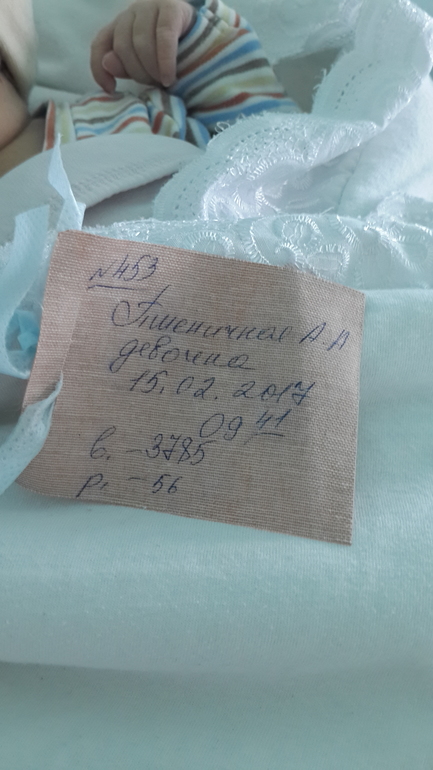 №453
Пшеничная А.А
девочка
15.02.2017
09 41
в. – 3785
р. – 56